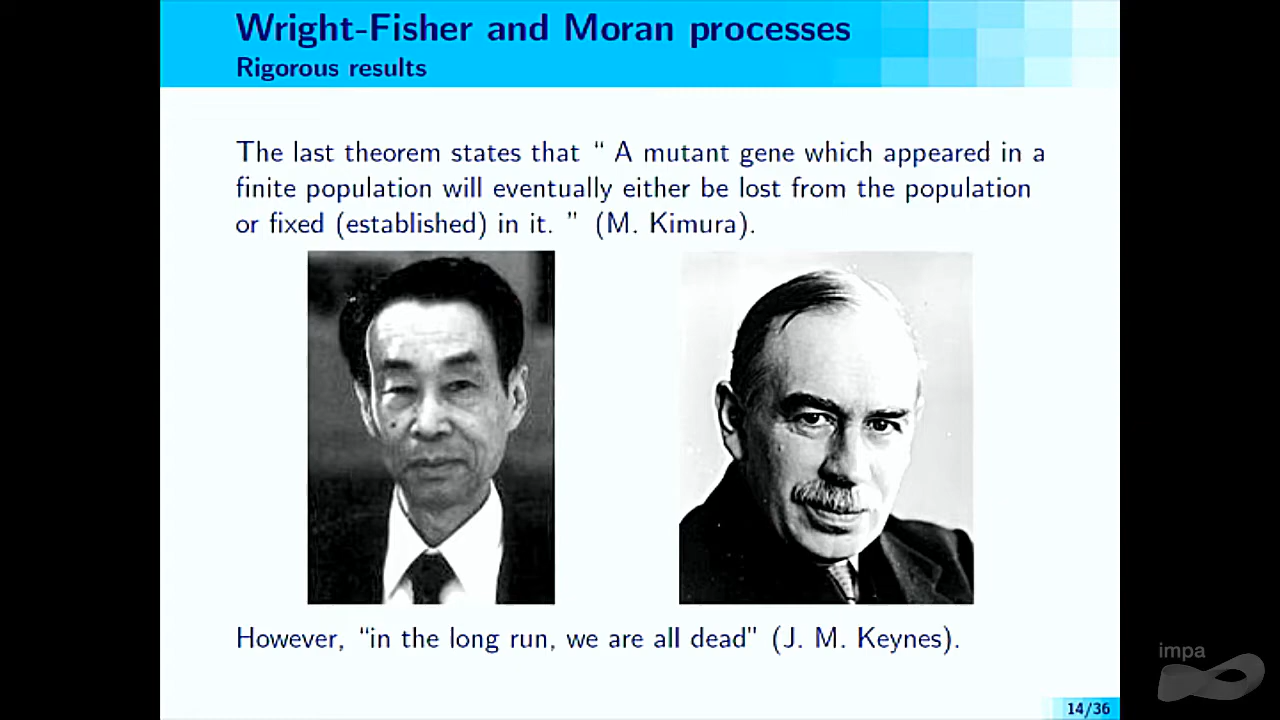 Wright-Fisher and Moran processes
Rigorous results
The last theorem states that “ A mutant gene which appeared in a
finite population will eventually either be lost from the population
or fixed (established) in it. ” (M. Kimura).
However, “in the long run, we are all dead” (J. M. Keynes).
impa
14/36